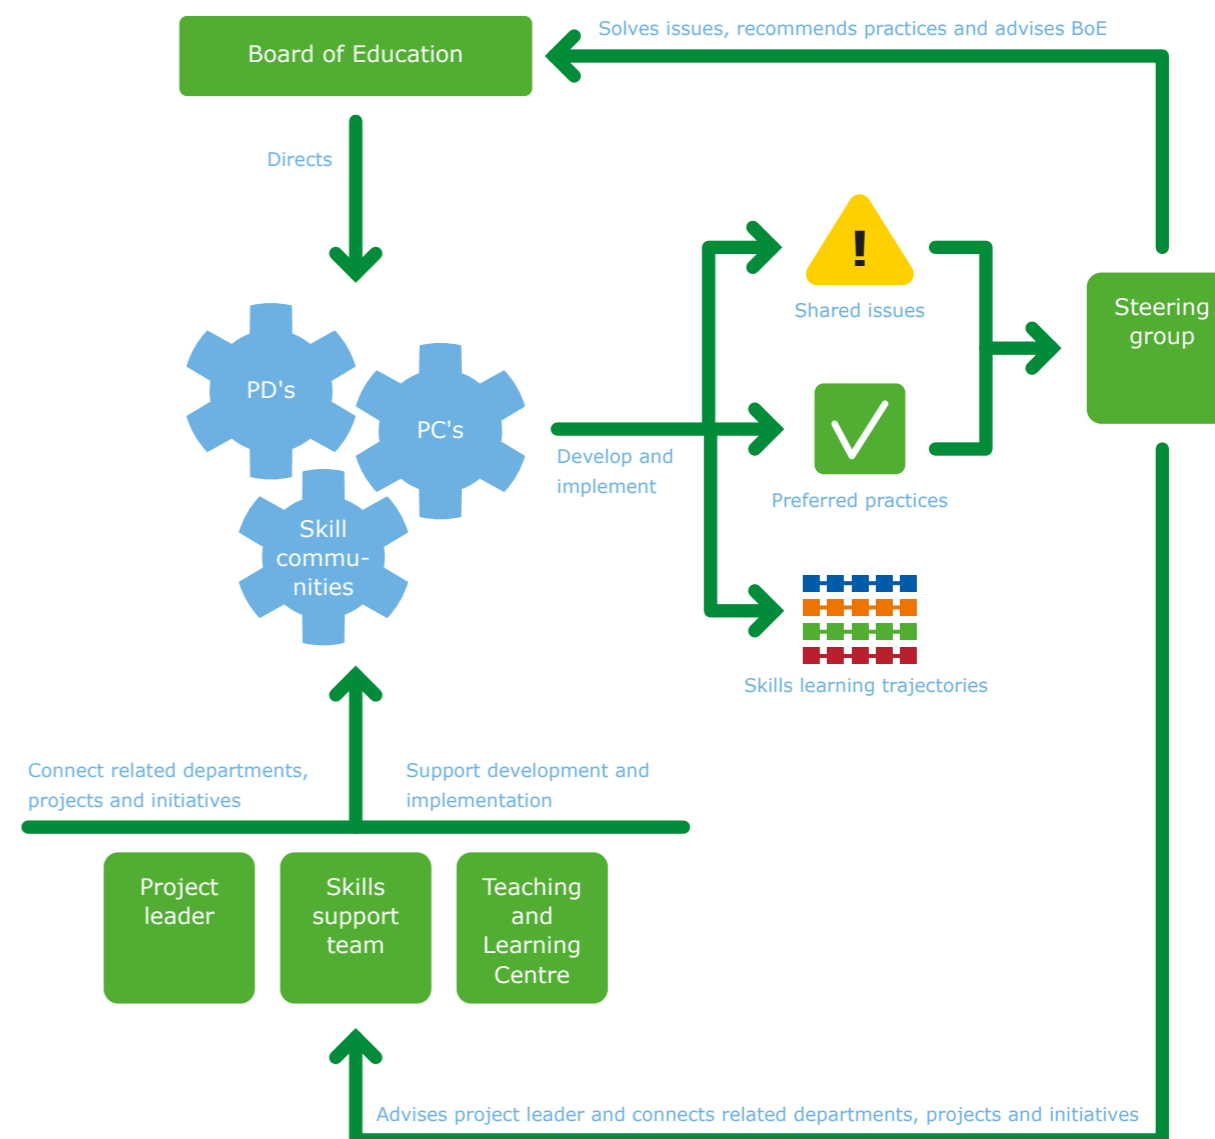 Solves issues, recommends practices and advises BoE
Board of Education
Directs
!
Shared issues
Steering
group
PD's
PC's
Develop and
implement
Preferred practices
Skill
commu-
nities
Skills learning trajectories
Connect related departments,
projects and initiatives
Support development and
implementation
Project
leader
Skills
support
team
Teaching
and
Learning
Centre
Advises project leader and connects related departments, projects and initiatives